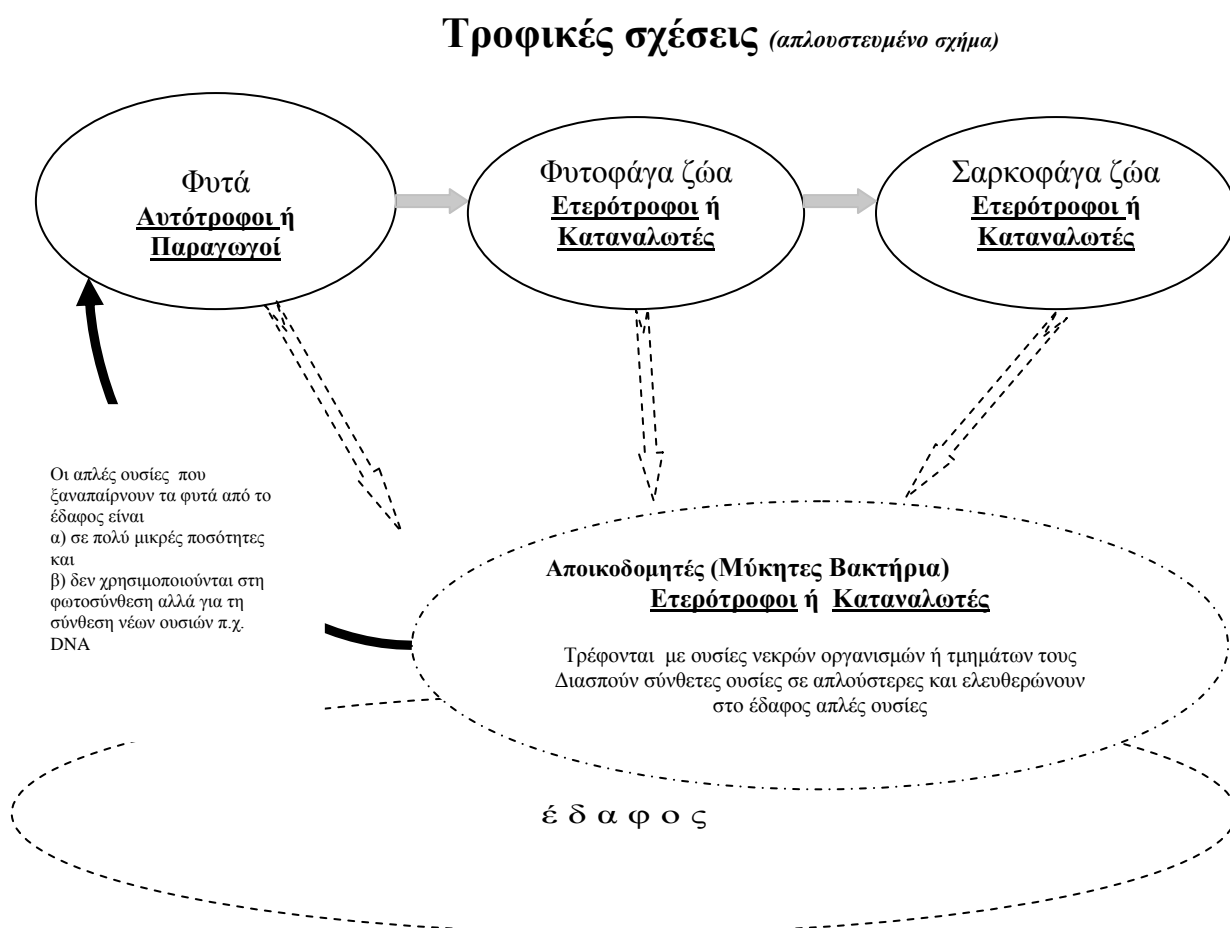 Τροφικές σχέσεις (απλουστευμένο σχήμα)
Φυτά
Αυτότροφοι ή
Παραγωγοί
Φυτοφάγα ζώα
Ετερότροφοι ή
Καταναλωτές
Σαρκοφάγα ζώα
Ετερότροφοι ή
Καταναλωτές
Οι απλές ουσίες που
ξαναπαίρνουν τα φυτά από το
έδαφος είναι
α) σε πολύ μικρές ποσότητες
και
β) δεν χρησιμοποιούνται στη
φωτοσύνθεση αλλά για τη
σύνθεση νέων ουσιών π.χ.
DNA
Αποικοδομητές (Μύκητες Βακτήρια)
Ετερότροφοι ή Καταναλωτές
Τρέφονται με ουσίες νεκρών οργανισμών ή τμημάτων τους
Διασπούν σύνθετες ουσίες σε απλούστερες και ελευθερώνουν
στο έδαφος απλές ουσίες
έ δ α φ ο ς